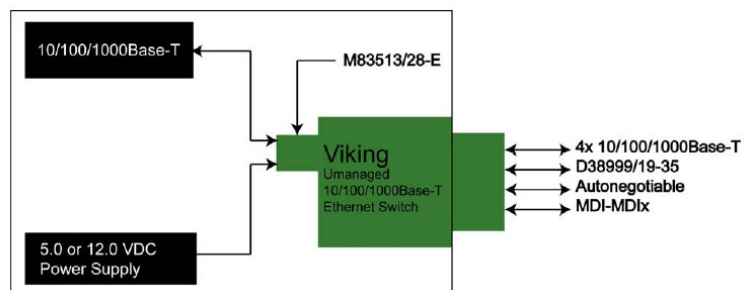 10/100/1000Base-T
M83513/28-E
Viking
Umanaged
10/100/1000Base-T
Ethernet Switch
4x 10/100/1000Base-T
D38999/19-35
Autonegotiable
MDI-MDIx
5.0 or 12.0 VDC
Power Supply